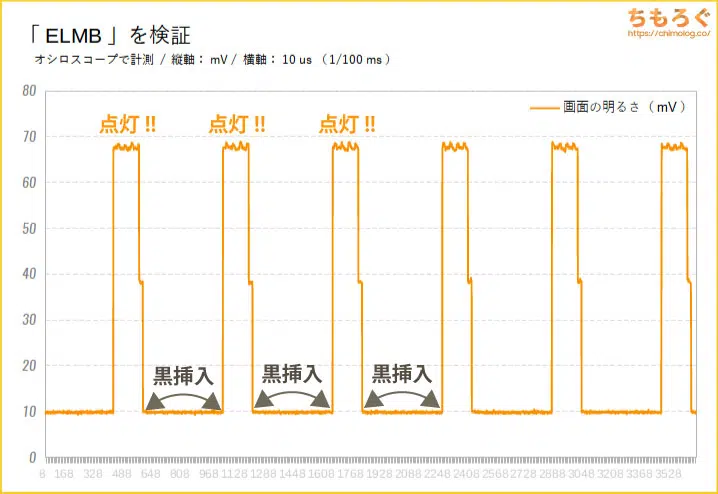 「 ELMB 」を検証
ちもろぐ
https://chimolog.co/
オシロスコープで計測 / 縦軸： mV / 横軸： 10 us （ 1/100 ms ）
80
画面の明るさ（ mV ）
点灯 !! 点灯 !! 点灯 !!
70
60
50
40
30
20
黒挿入 黒挿入 黒挿入
10
0
0 168 328 488 648 808 968 1128 1288 1448 1608 1768 1928 2088 2248 2408 2568 2728 2888 3048 3208 3368 3528